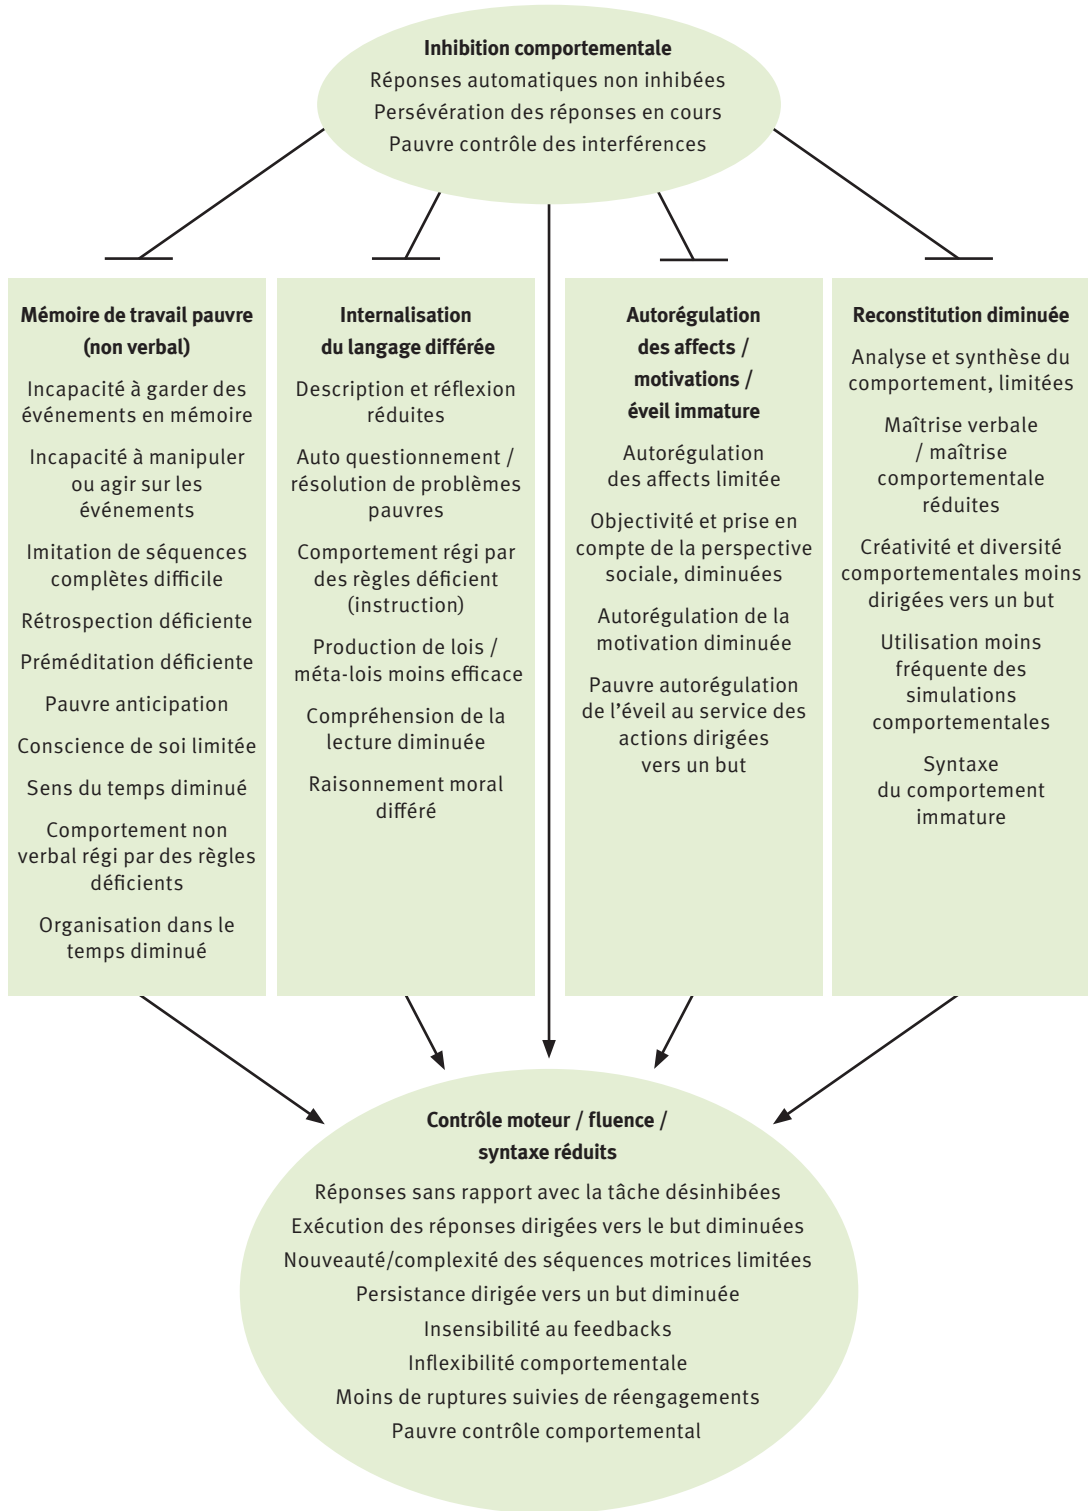 Inhibition comportementale
Réponses automatiques non inhibées
Persévération des réponses en cours
Pauvre contrôle des interférences
Mémoire de travail pauvre
(non verbal)
Incapacité à garder des
événements en mémoire
Incapacité à manipuler
ou agir sur les
événements
Imitation de séquences
complètes difficile
Rétrospection déficiente
Préméditation déficiente
Pauvre anticipation
Conscience de soi limitée
Sens du temps diminué
Comportement non
verbal régi par des règles
déficients
Organisation dans le
temps diminué
Internalisation
du langage différée
Description et réflexion
réduites
Auto questionnement /
résolution de problèmes
pauvres
Comportement régi par
des règles déficient
(instruction)
Production de lois /
méta-lois moins efficace
Compréhension de la
lecture diminuée
Raisonnement moral
différé
Autorégulation
des affects /
motivations /
éveil immature
Autorégulation
des affects limitée
Objectivité et prise en
compte de la perspective
sociale, diminuées
Autorégulation de la
motivation diminuée
Pauvre autorégulation
de l'éveil au service des
actions dirigées
vers un but
Reconstitution diminuée
Analyse et synthèse du
comportement, limitées
Maîtrise verbale
/ maîtrise
comportementale
réduites
Créativité et diversité
comportementales moins
dirigées vers un but
Utilisation moins
fréquente des
simulations
comportementales
Syntaxe
du comportement
immature
Contrôle moteur / fluence /
syntaxe réduits
Réponses sans rapport avec la tâche désinhibées
Exécution des réponses dirigées vers le but diminuées
Nouveauté/complexité des séquences motrices limitées
Persistance dirigée vers un but diminuée
Insensibilité au feedbacks
Inflexibilité comportementale
Moins de ruptures suivies de réengagements
Pauvre contrôle comportemental